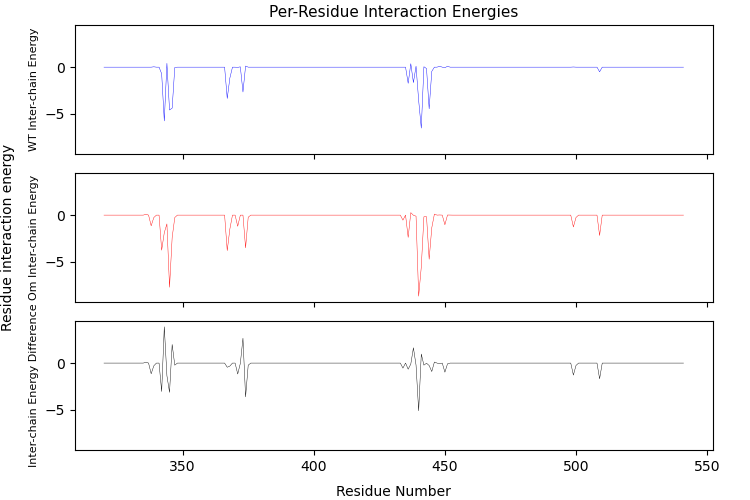 Per-Residue Interaction Energies
Residue interaction energy
WT Inter-chain Energy
0
−5
Om Inter-chain Energy
0
−5
Inter-chain Energy Difference
0
−5
350
400
450
500
550
Residue Number